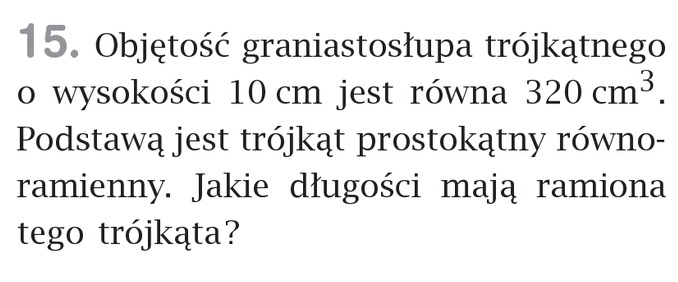 15. Objętość graniastosłupa trójkątnego
o wysokości 10 cm jest równa 320 cm³.
Podstawą jest trójkąt prostokątny równo-
ramienny. Jakie długości mają ramiona
tego trójkąta?